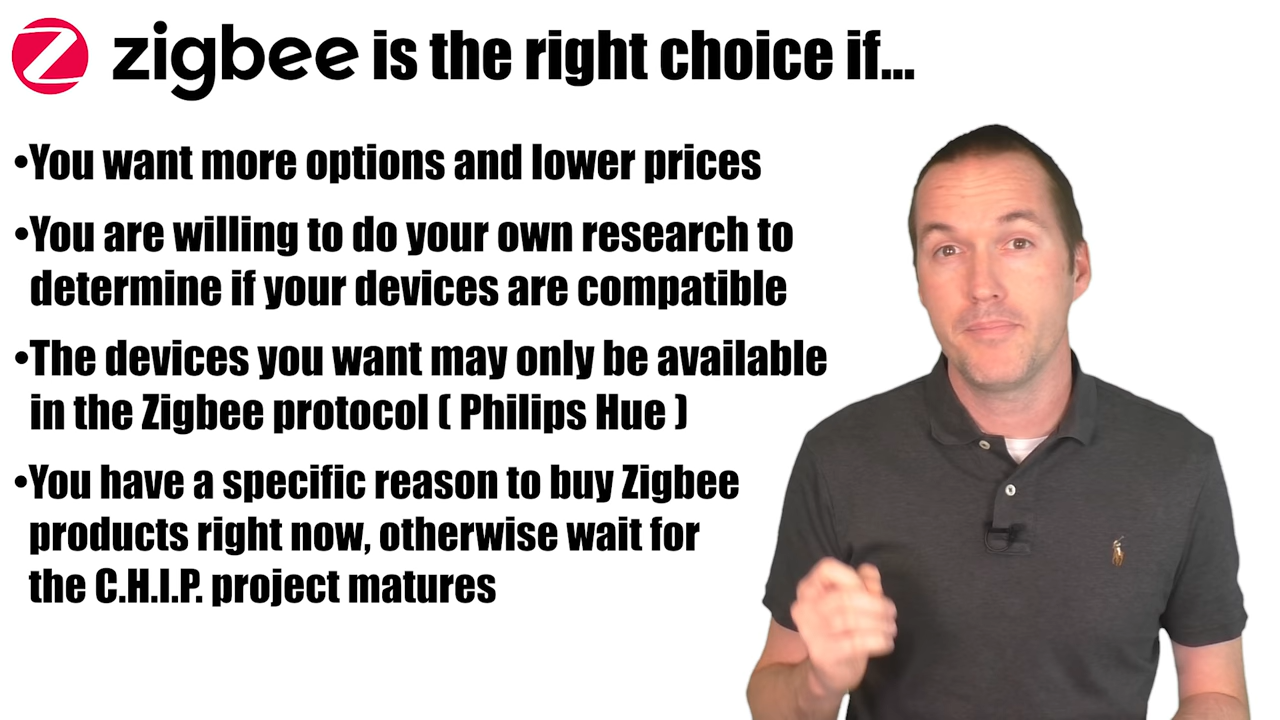 zigbee is the right choice if...
•You want more options and lower prices
•You are willing to do your own research to
determine if your devices are compatible
•The devices you want may only be available
in the Zigbee protocol ( Philips Hue )
•You have a specific reason to buy Zigbee
products right now, otherwise wait for
the C.H.I.P. project matures